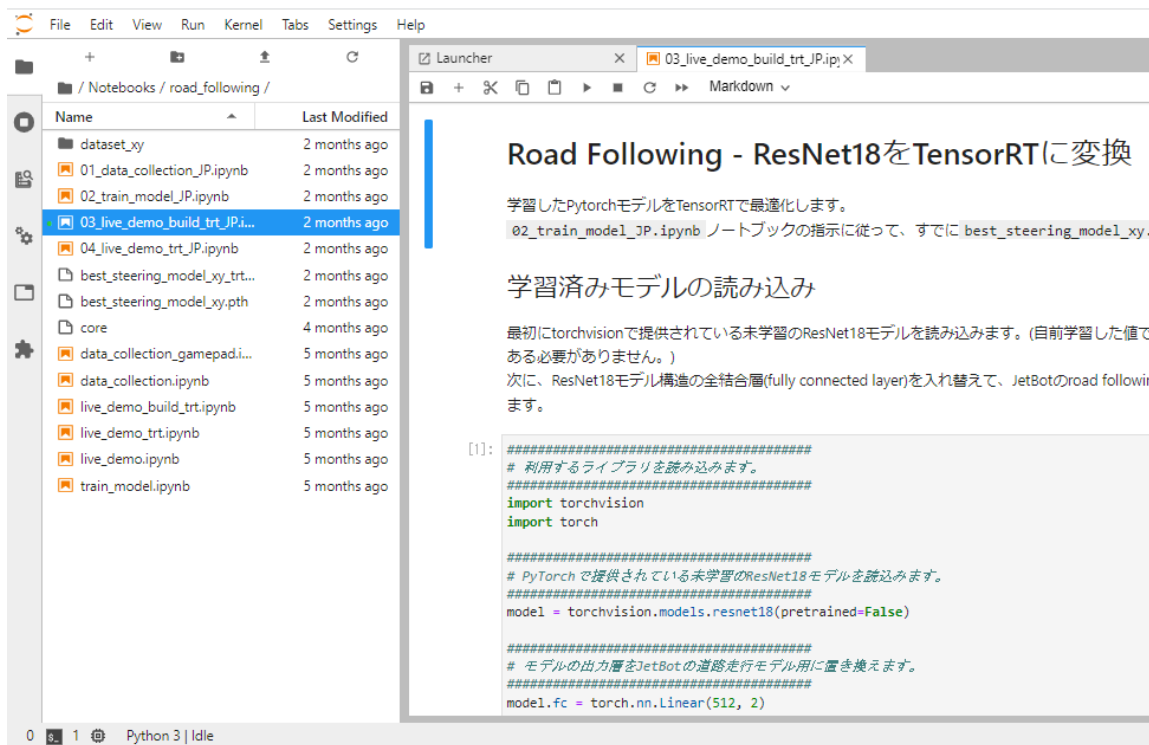 File Edit View Run Kernel Tabs Settings Help
/ Notebooks / road_following /
Name Last Modified
dataset_xy 2 months ago
01_data_collection_JP.ipynb 2 months ago
02_train_model_JP.ipynb 2 months ago
03_live_demo_build_trt_JP.i... 2 months ago
04_live_demo_trt_JP.ipynb 2 months ago
best_steering_model_xy_trt... 2 months ago
best_steering_model_xy.pth 2 months ago
core 4 months ago
data_collection_gamepad.i... 5 months ago
data_collection.ipynb 5 months ago
live_demo_build_trt.ipynb 5 months ago
live_demo_trt.ipynb 5 months ago
live_demo.ipynb 5 months ago
train_model.ipynb 5 months ago
Launcher
03_live_demo_build_trt_JP.ipy
Markdown
Road Following - ResNet18をTensorRTに変換
学習したPytorchモデルをTensorRTで最適化します。
02_train_model_JP.ipynb ノートブックの指示に従って、すでに best_steering_model_xy.
学習済みモデルの読み込み
最初にtorchvisionで提供されている未学習のResNet18モデルを読み込みます。(自前学習した値で
ある必要がありません。)
次に、ResNet18モデル構造の全結合層(fully connected layer)を入れ替えて、JetBotのroad followin
ます。
[1]: ########################################
# 利用するライブラリを読み込みます。
########################################
import torchvision
import torch
########################################
# PyTorchで提供されている未学習のResNet18モデルを読込みます。
########################################
model = torchvision.models.resnet18(pretrained=False)
########################################
# モデルの出力層をJetBotの道路走行モデル用に置き換えます。
########################################
model.fc = torch.nn.Linear(512, 2)
0 1 Python 3 | Idle